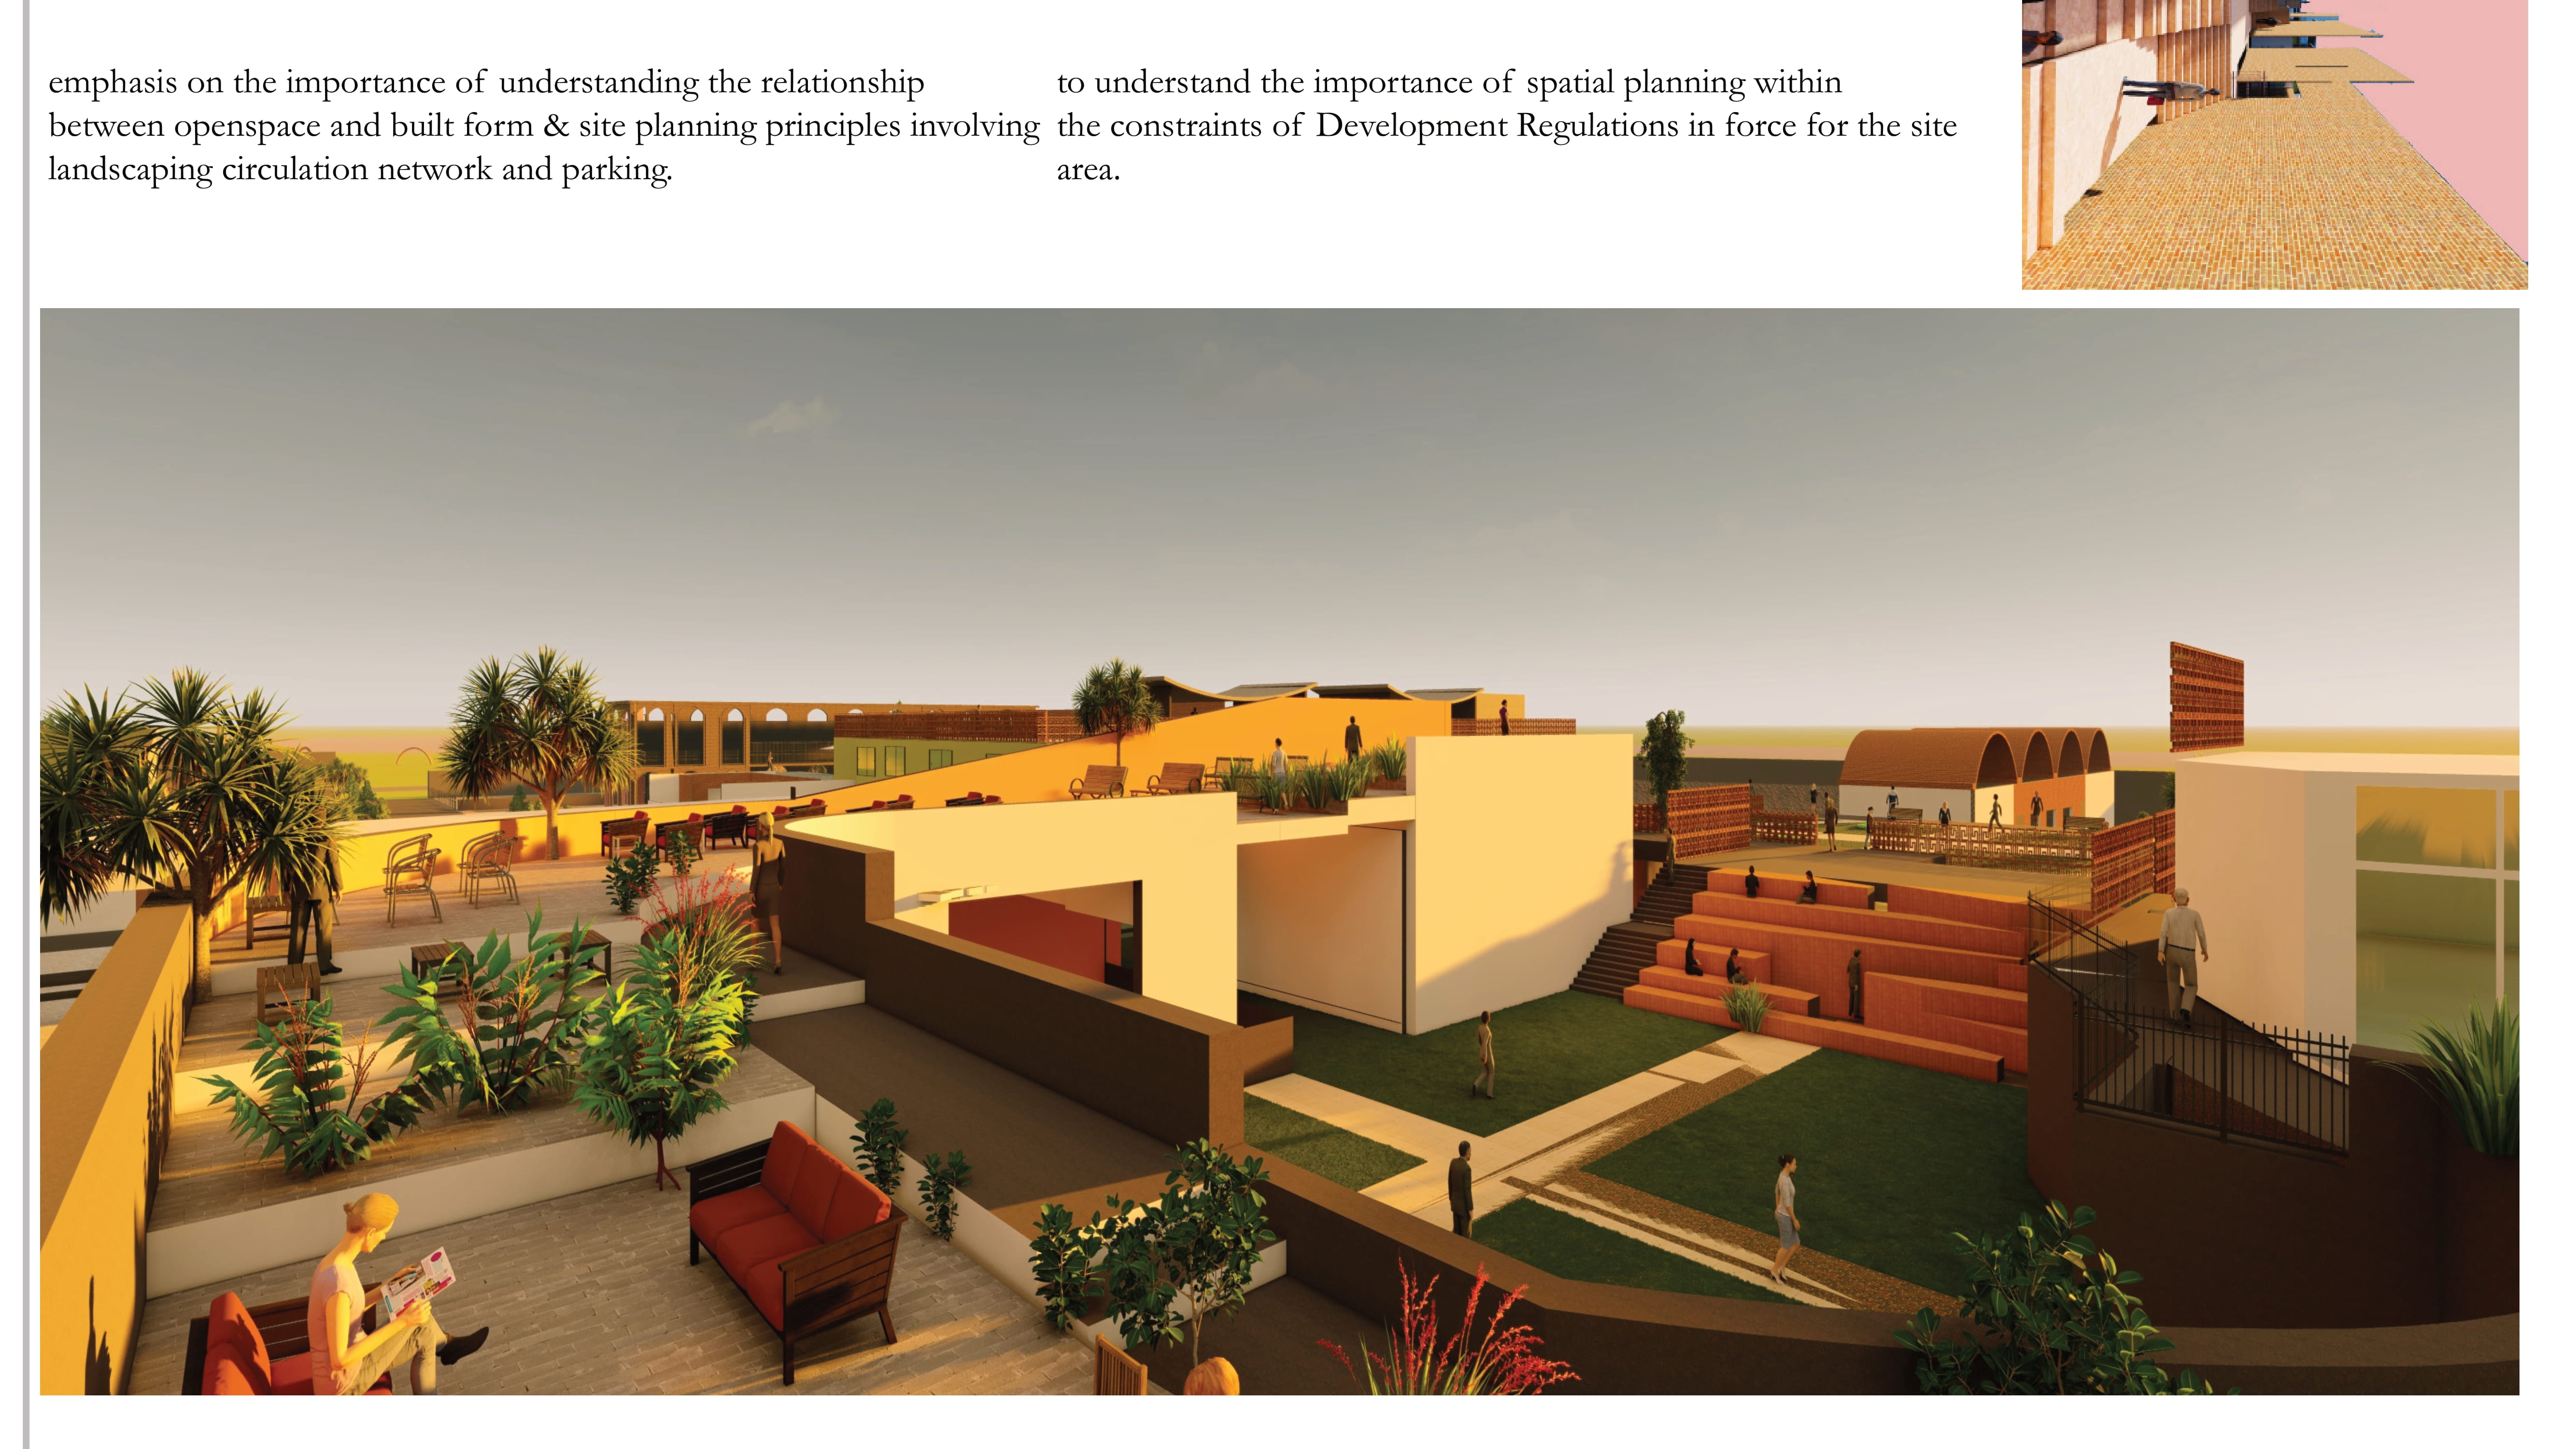 emphasis on the importance of understanding the relationship
between openspace and built form & site planning principles involving
landscaping circulation network and parking.
to understand the importance of spatial planning within
the constraints of Development Regulations in force for the site
area.